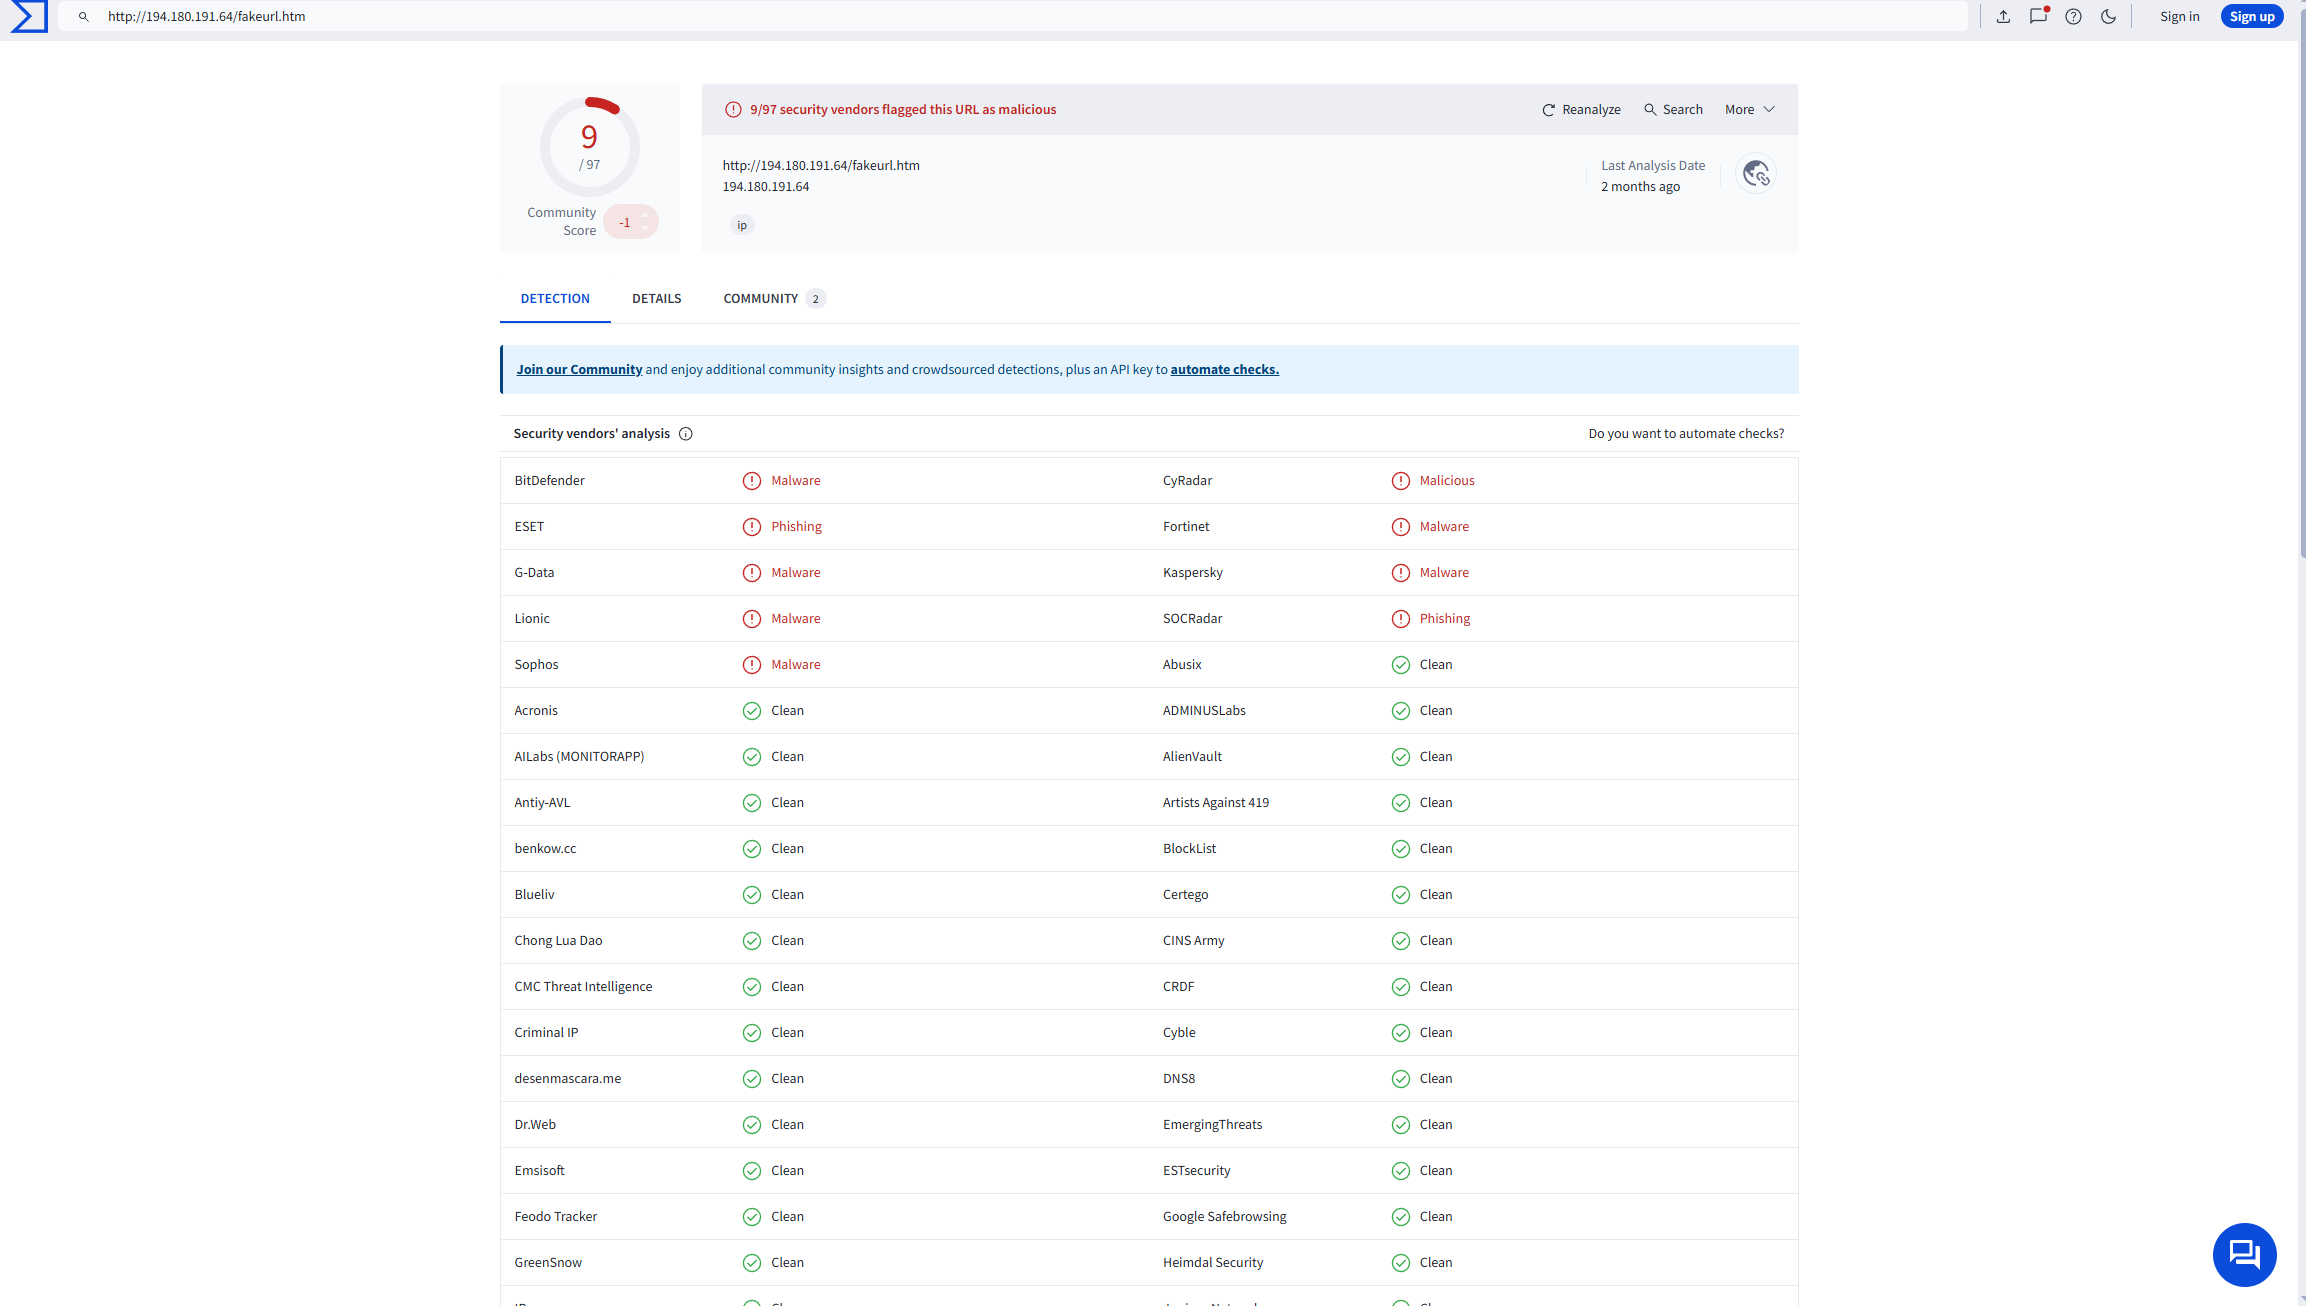 http://194.180.191.64/fakeurl.htm
Sign in
Sign up
9
/ 97
Community
Score
-1
9/97 security vendors flagged this URL as malicious
Reanalyze
Search
More
http://194.180.191.64/fakeurl.htm
194.180.191.64
ip
Last Analysis Date
2 months ago
DETECTION
DETAILS
COMMUNITY 2
Join our Community and enjoy additional community insights and crowdsourced detections, plus an API key to automate checks.
Security vendors' analysis
Do you want to automate checks?
BitDefender Malware CyRadar Malicious
ESET Phishing Fortinet Malware
G-Data Malware Kaspersky Malware
Lionic Malware SOCRadar Phishing
Sophos Malware Abusix Clean
Acronis Clean ADMINUSLabs Clean
AILabs (MONITORAPP) Clean AlienVault Clean
Antiy-AVL Clean Artists Against 419 Clean
benkow.cc Clean BlockList Clean
Blueliv Clean Certego Clean
Chong Lua Dao Clean CINS Army Clean
CMC Threat Intelligence Clean CRDF Clean
Criminal IP Clean Cyble Clean
desenmascara.me Clean DNS8 Clean
Dr.Web Clean EmergingThreats Clean
Emsisoft Clean ESTsecurity Clean
Feodo Tracker Clean Google Safebrowsing Clean
GreenSnow Clean Heimdal Security Clean